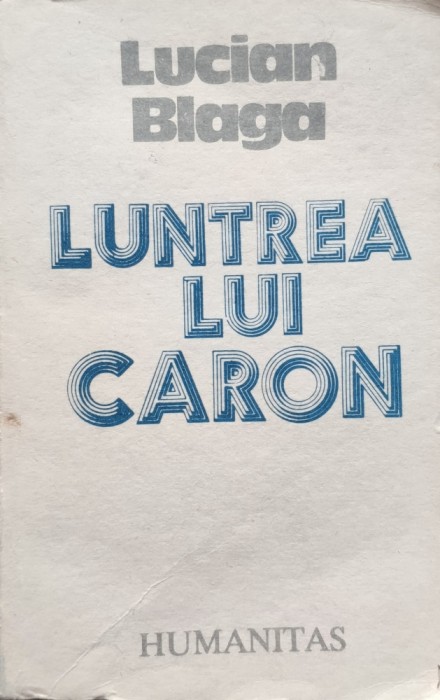 Lucian
Blaga
LUNTREA
LUI
CARON
HUMANITAS